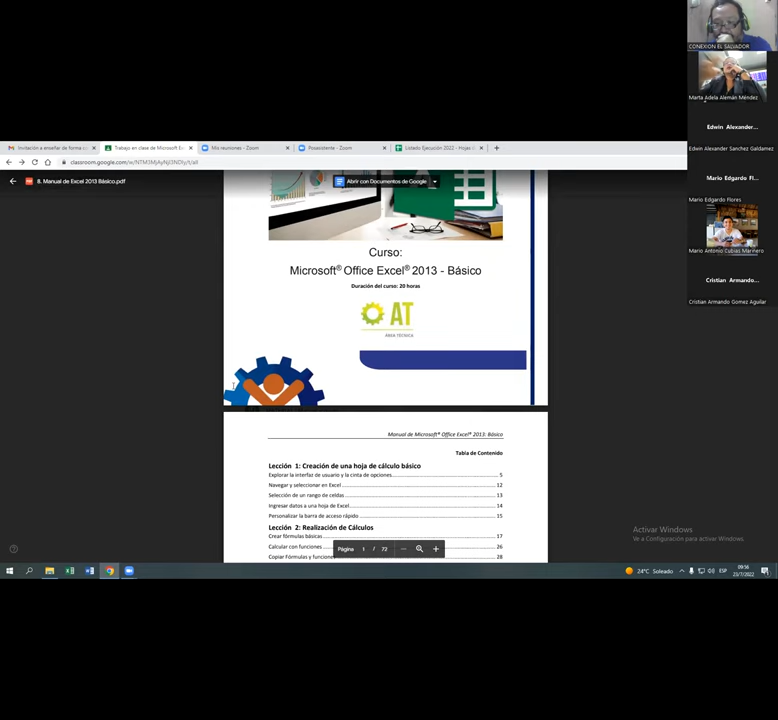 CONEXION EL SALVADOR
Marta Adela Alemán Méndez
Edwin Alexander...
Edwin Alexander Sanchez Galdamez
Mario Edgardo Fl...
Mario Edgardo Flores
Mario Antonio Cubias Marinero
Cristian Armando...
Cristian Armando Gomez Aguilar
Invitación a enseñar de forma co
Trabajo en clase de Microsoft Ex
Mis reuniones - Zoom
Posasistente - Zoom
Listado Ejecución 2022 - Hojas d
classroom.google.com/w/NTM3MjAyNjI3NDIy/t/all
8. Manual de Excel 2013 Básico.pdf
Abrir con Documentos de Google
Curso:
Microsoft® Office Excel® 2013 - Básico
Duración del curso: 20 horas
AT
ÁREA TÉCNICA
Manual de Microsoft® Office Excel® 2013: Básico
Tabla de Contenido
Lección 1: Creación de una hoja de cálculo básico
Explorar la interfaz de usuario y la cinta de opciones 5
Navegar y seleccionar en Excel 12
Selección de un rango de celdas 13
Ingresar datos a una hoja de Excel 14
Personalizar la barra de acceso rápido 15
Lección 2: Realización de Cálculos
Crear fórmulas básicas 17
Calcular con funciones 26
Copiar Fórmulas y funciones 28
Página 1 / 72
Activar Windows
Ve a Configuración para activar Windows.
24°C Soleado
ESP
09:56
23/7/2022